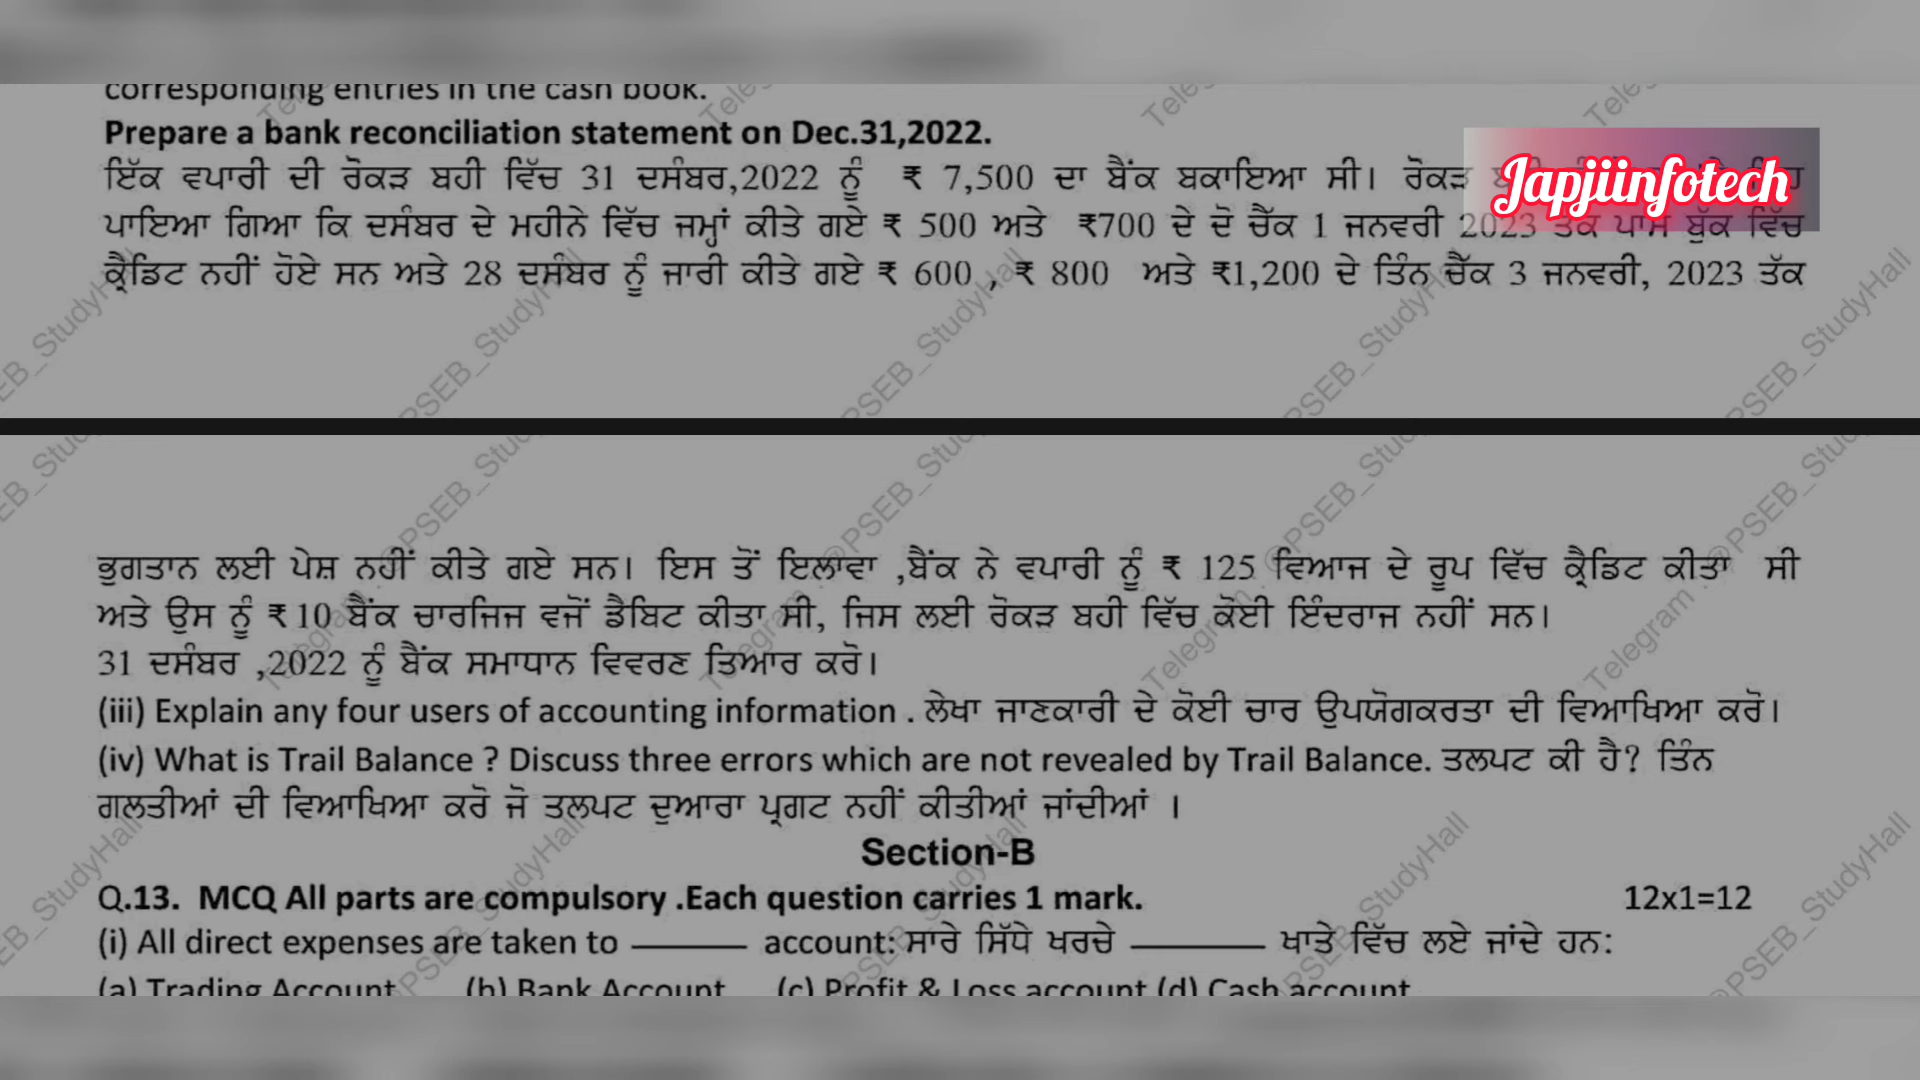 corresponding entries in the cash book.
Prepare a bank reconciliation statement on Dec.31,2022.
Japjiinfotech
ਇੱਕ ਵਪਾਰੀ ਦੀ ਰੋਕੜ ਬਹੀ ਵਿੱਚ 31 ਦਸੰਬਰ,2022 ਨੂੰ ₹ 7,500 ਦਾ ਬੈਂਕ ਬਕਾਇਆ ਸੀ। ਰੋਕੜ
ਪਾਇਆ ਗਿਆ ਕਿ ਦਸੰਬਰ ਦੇ ਮਹੀਨੇ ਵਿੱਚ ਜਮ੍ਹਾਂ ਕੀਤੇ ਗਏ ₹ 500 ਅਤੇ ₹700 ਦੇ ਦੋ ਚੈੱਕ 1 ਜਨਵਰੀ 2023 ਤਕ ਪਾਸ ਬੁੱਕ ਵਿੱਚ
ਕ੍ਰੈਡਿਟ ਨਹੀਂ ਹੋਏ ਸਨ ਅਤੇ 28 ਦਸੰਬਰ ਨੂੰ ਜਾਰੀ ਕੀਤੇ ਗਏ ₹ 600 , ₹ 800 ਅਤੇ ₹1,200 ਦੇ ਤਿੰਨ ਚੈੱਕ 3 ਜਨਵਰੀ, 2023 ਤੱਕ
ਭੁਗਤਾਨ ਲਈ ਪੇਸ਼ ਨਹੀਂ ਕੀਤੇ ਗਏ ਸਨ। ਇਸ ਤੋਂ ਇਲਾਵਾ ,ਬੈਂਕ ਨੇ ਵਪਾਰੀ ਨੂੰ ₹ 125 ਵਿਆਜ ਦੇ ਰੂਪ ਵਿੱਚ ਕ੍ਰੈਡਿਟ ਕੀਤਾ ਸੀ
ਅਤੇ ਉਸ ਨੂੰ ₹ 10 ਬੈਂਕ ਚਾਰਜਿਜ ਵਜੋਂ ਡੈਬਿਟ ਕੀਤਾ ਸੀ, ਜਿਸ ਲਈ ਰੋਕੜ ਬਹੀ ਵਿੱਚ ਕੋਈ ਇੰਦਰਾਜ ਨਹੀਂ ਸਨ।
31 ਦਸੰਬਰ ,2022 ਨੂੰ ਬੈਂਕ ਸਮਾਧਾਨ ਵਿਵਰਣ ਤਿਆਰ ਕਰੋ।
(iii) Explain any four users of accounting information . ਲੇਖਾ ਜਾਣਕਾਰੀ ਦੇ ਕੋਈ ਚਾਰ ਉਪਯੋਗਕਰਤਾ ਦੀ ਵਿਆਖਿਆ ਕਰੋ।
(iv) What is Trail Balance ? Discuss three errors which are not revealed by Trail Balance. ਤਲਪਟ ਕੀ ਹੈ? ਤਿੰਨ
ਗਲਤੀਆਂ ਦੀ ਵਿਆਖਿਆ ਕਰੋ ਜੋ ਤਲਪਟ ਦੁਆਰਾ ਪ੍ਰਗਟ ਨਹੀਂ ਕੀਤੀਆਂ ਜਾਂਦੀਆਂ ।
Section-B
Q.13. MCQ All parts are compulsory .Each question carries 1 mark. 12x1=12
(i) All direct expenses are taken to ——— account: ਸਾਰੇ ਸਿੱਧੇ ਖਰਚੇ ——— ਖਾਤੇ ਵਿੱਚ ਲਏ ਜਾਂਦੇ ਹਨ:
(a) Trading Account (b) Bank Account (c) Profit & Loss account (d) Cash account